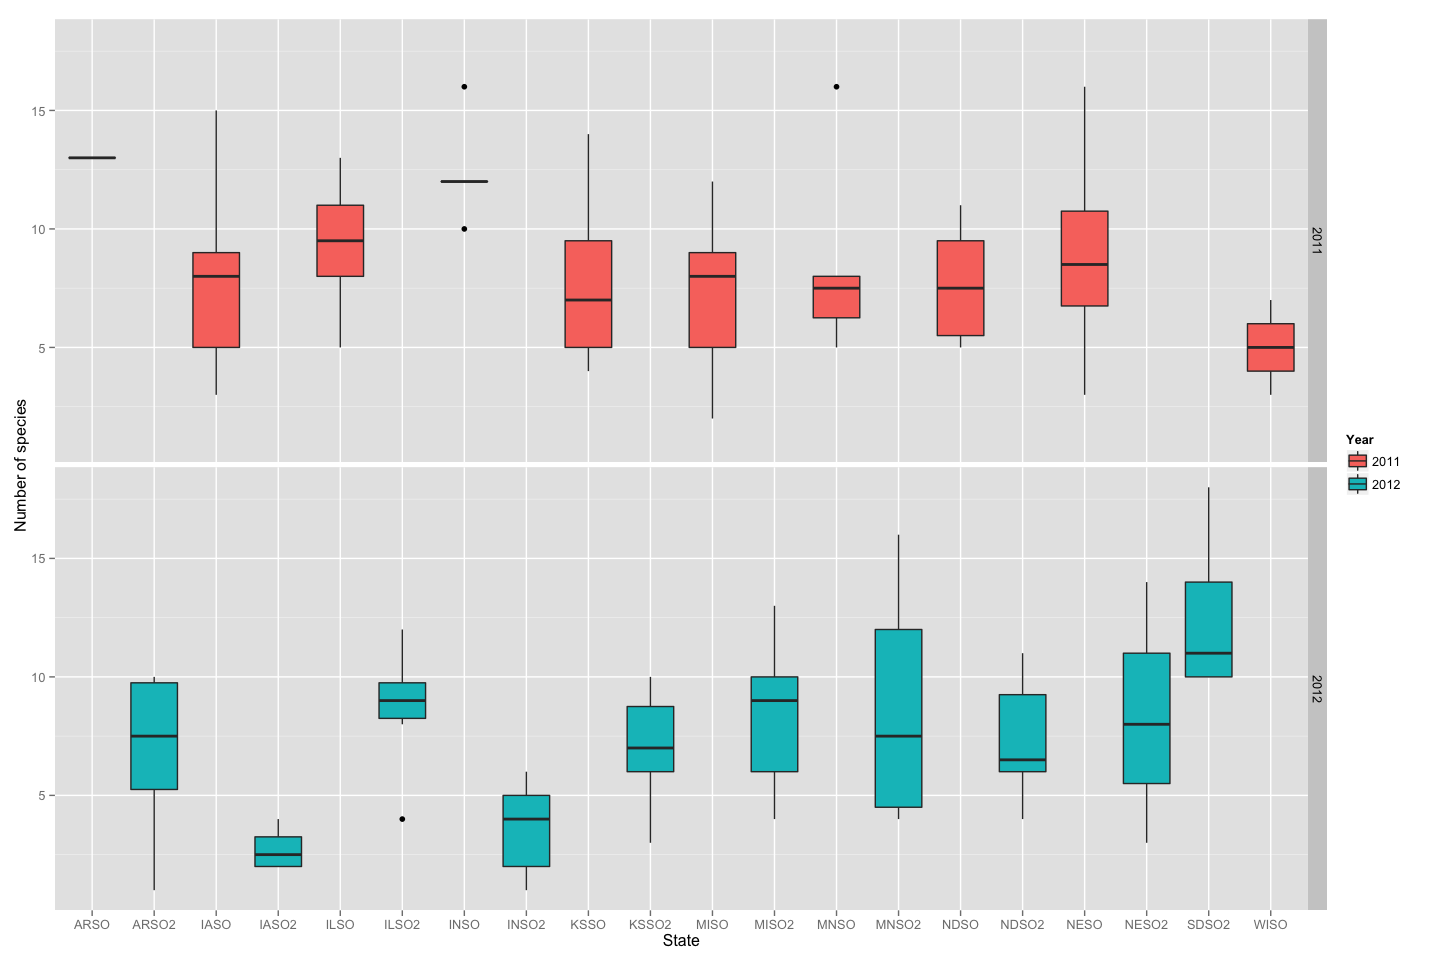 15
10
5
2011
Number of species
15
10
5
2012
ARSO ARSO2 IASO IASO2 ILSO ILSO2 INSO INSO2 KSSO KSSO2 MISO MISO2 MNSO MNSO2 NDSO NDSO2 NESO NESO2 SDSO2 WISO
State
Year
2011
2012